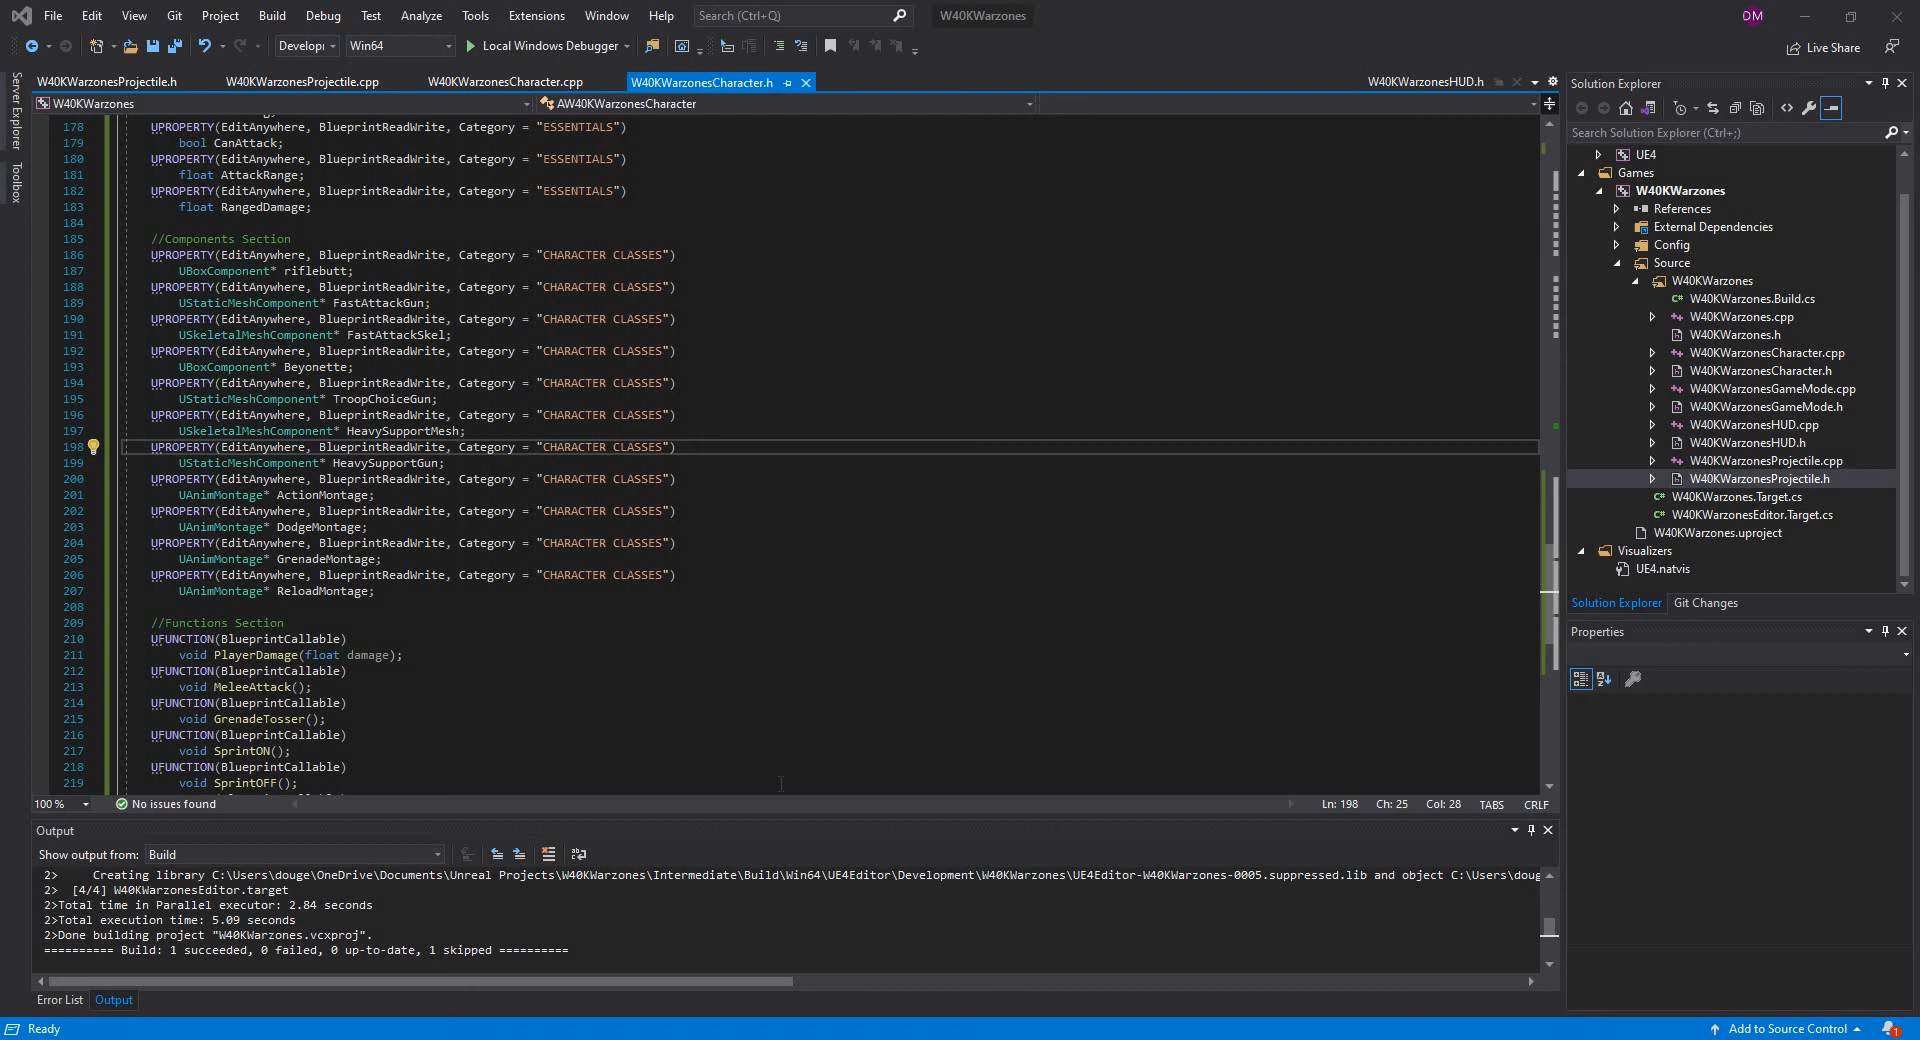 File Edit View Git Project Build Debug Test Analyze Tools Extensions Window Help Search (Ctrl+Q) W40KWarzones DM
Develop Win64 Local Windows Debugger Live Share
W40KWarzonesProjectile.h W40KWarzonesProjectile.cpp W40KWarzonesCharacter.cpp W40KWarzonesCharacter.h W40KWarzonesHUD.h
W40KWarzones AW40KWarzonesCharacter
Server Explorer
Toolbox
178 UPROPERTY(EditAnywhere, BlueprintReadWrite, Category = "ESSENTIALS")
179 bool CanAttack;
180 UPROPERTY(EditAnywhere, BlueprintReadWrite, Category = "ESSENTIALS")
181 float AttackRange;
182 UPROPERTY(EditAnywhere, BlueprintReadWrite, Category = "ESSENTIALS")
183 float RangedDamage;
184
185 //Components Section
186 UPROPERTY(EditAnywhere, BlueprintReadWrite, Category = "CHARACTER CLASSES")
187 UBoxComponent* riflebutt;
188 UPROPERTY(EditAnywhere, BlueprintReadWrite, Category = "CHARACTER CLASSES")
189 UStaticMeshComponent* FastAttackGun;
190 UPROPERTY(EditAnywhere, BlueprintReadWrite, Category = "CHARACTER CLASSES")
191 USkeletalMeshComponent* FastAttackSkel;
192 UPROPERTY(EditAnywhere, BlueprintReadWrite, Category = "CHARACTER CLASSES")
193 UBoxComponent* Beyonette;
194 UPROPERTY(EditAnywhere, BlueprintReadWrite, Category = "CHARACTER CLASSES")
195 UStaticMeshComponent* TroopChoiceGun;
196 UPROPERTY(EditAnywhere, BlueprintReadWrite, Category = "CHARACTER CLASSES")
197 USkeletalMeshComponent* HeavySupportMesh;
198 UPROPERTY(EditAnywhere, BlueprintReadWrite, Category = "CHARACTER CLASSES")
199 UStaticMeshComponent* HeavySupportGun;
200 UPROPERTY(EditAnywhere, BlueprintReadWrite, Category = "CHARACTER CLASSES")
201 UAnimMontage* ActionMontage;
202 UPROPERTY(EditAnywhere, BlueprintReadWrite, Category = "CHARACTER CLASSES")
203 UAnimMontage* DodgeMontage;
204 UPROPERTY(EditAnywhere, BlueprintReadWrite, Category = "CHARACTER CLASSES")
205 UAnimMontage* GrenadeMontage;
206 UPROPERTY(EditAnywhere, BlueprintReadWrite, Category = "CHARACTER CLASSES")
207 UAnimMontage* ReloadMontage;
208
209 //Functions Section
210 UFUNCTION(BlueprintCallable)
211 void PlayerDamage(float damage);
212 UFUNCTION(BlueprintCallable)
213 void MeleeAttack();
214 UFUNCTION(BlueprintCallable)
215 void GrenadeTosser();
216 UFUNCTION(BlueprintCallable)
217 void SprintON();
218 UFUNCTION(BlueprintCallable)
219 void SprintOFF();
100 % No issues found Ln: 198 Ch: 25 Col: 28 TABS CRLF
Output
Show output from: Build
2> Creating library C:\Users\douge\OneDrive\Documents\Unreal Projects\W40KWarzones\Intermediate\Build\Win64\UE4Editor\Development\W40KWarzones\UE4Editor-W40KWarzones-0005.suppressed.lib and object C:\Users\doug
2> [4/4] W40KWarzonesEditor.target
2>Total time in Parallel executor: 2.84 seconds
2>Total execution time: 5.09 seconds
2>Done building project "W40KWarzones.vcxproj".
========== Build: 1 succeeded, 0 failed, 0 up-to-date, 1 skipped ==========
Error List Output
Solution Explorer
Search Solution Explorer (Ctrl+;)
UE4
Games
W40KWarzones
References
External Dependencies
Config
Source
W40KWarzones
W40KWarzones.Build.cs
W40KWarzones.cpp
W40KWarzones.h
W40KWarzonesCharacter.cpp
W40KWarzonesCharacter.h
W40KWarzonesGameMode.cpp
W40KWarzonesGameMode.h
W40KWarzonesHUD.cpp
W40KWarzonesHUD.h
W40KWarzonesProjectile.cpp
W40KWarzonesProjectile.h
W40KWarzones.Target.cs
W40KWarzonesEditor.Target.cs
W40KWarzones.uproject
Visualizers
UE4.natvis
Solution Explorer Git Changes
Properties
Ready Add to Source Control 1